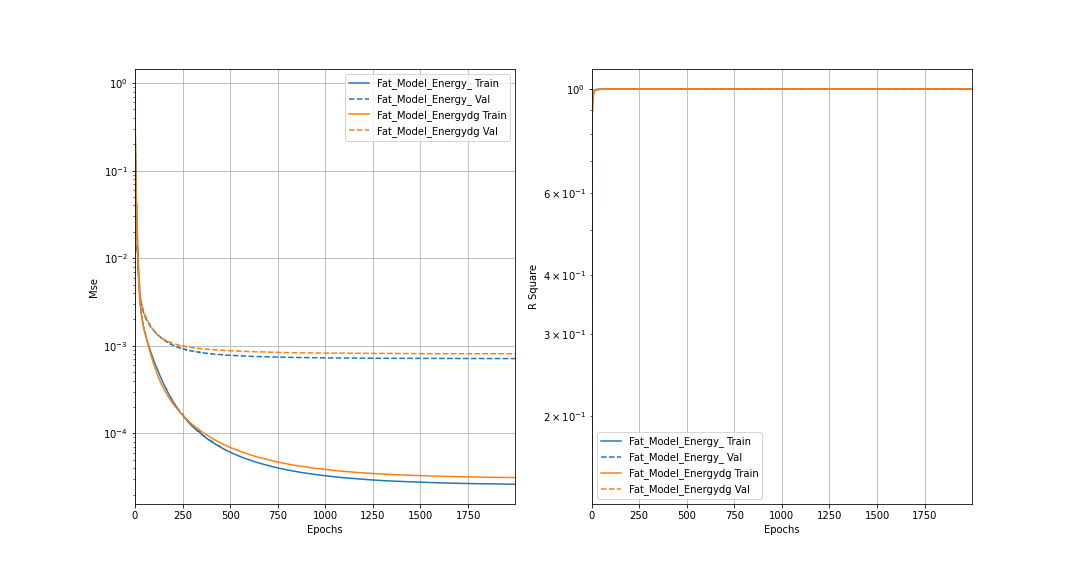 10⁰
10⁻¹
10⁻²
10⁻³
10⁻⁴
Mse
0 250 500 750 1000 1250 1500 1750
Epochs
Fat_Model_Energy_ Train
Fat_Model_Energy_ Val
Fat_Model_Energydg Train
Fat_Model_Energydg Val
10⁰
6 × 10⁻¹
4 × 10⁻¹
3 × 10⁻¹
2 × 10⁻¹
R Square
Fat_Model_Energy_ Train
Fat_Model_Energy_ Val
Fat_Model_Energydg Train
Fat_Model_Energydg Val
0 250 500 750 1000 1250 1500 1750
Epochs